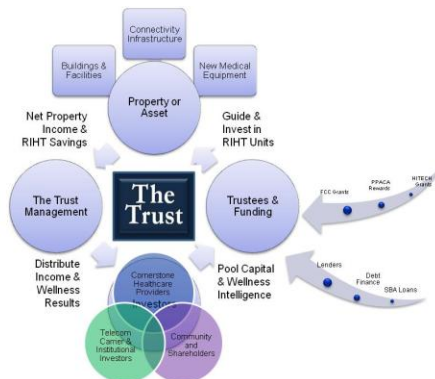 Connectivity
Infrastructure
Buildings &
Facilities
New Medical
Equipment
Property or
Asset
Net Property
Income &
RIHT Savings
Guide &
Invest in
RIHT Units
The Trust
Management
The
Trust
Trustees &
Funding
FCC Grants
PPACA
Rewards
HITECH
Grants
Distribute
Income &
Wellness
Results
Pool Capital
& Wellness
Intelligence
Lenders
Debt
Finance
SBA Loans
Cornerstone
Healthcare
Providers
Investors
Telecom
Carrier &
Institutional
Investors
Community
and
Shareholders